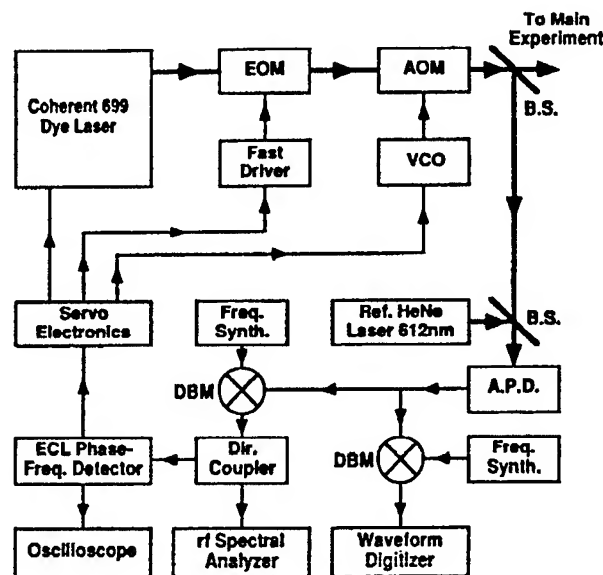 To Main
Experiment
Coherent 699
Dye Laser
EOM
AOM
B.S.
Fast
Driver
VCO
Servo
Electronics
Freq.
Synth.
Ref. HeNe
Laser 612nm
B.S.
DBM
A.P.D.
ECL Phase-
Freq. Detector
Dir.
Coupler
DBM
Freq.
Synth.
Oscilloscope
rf Spectral
Analyzer
Waveform
Digitizer